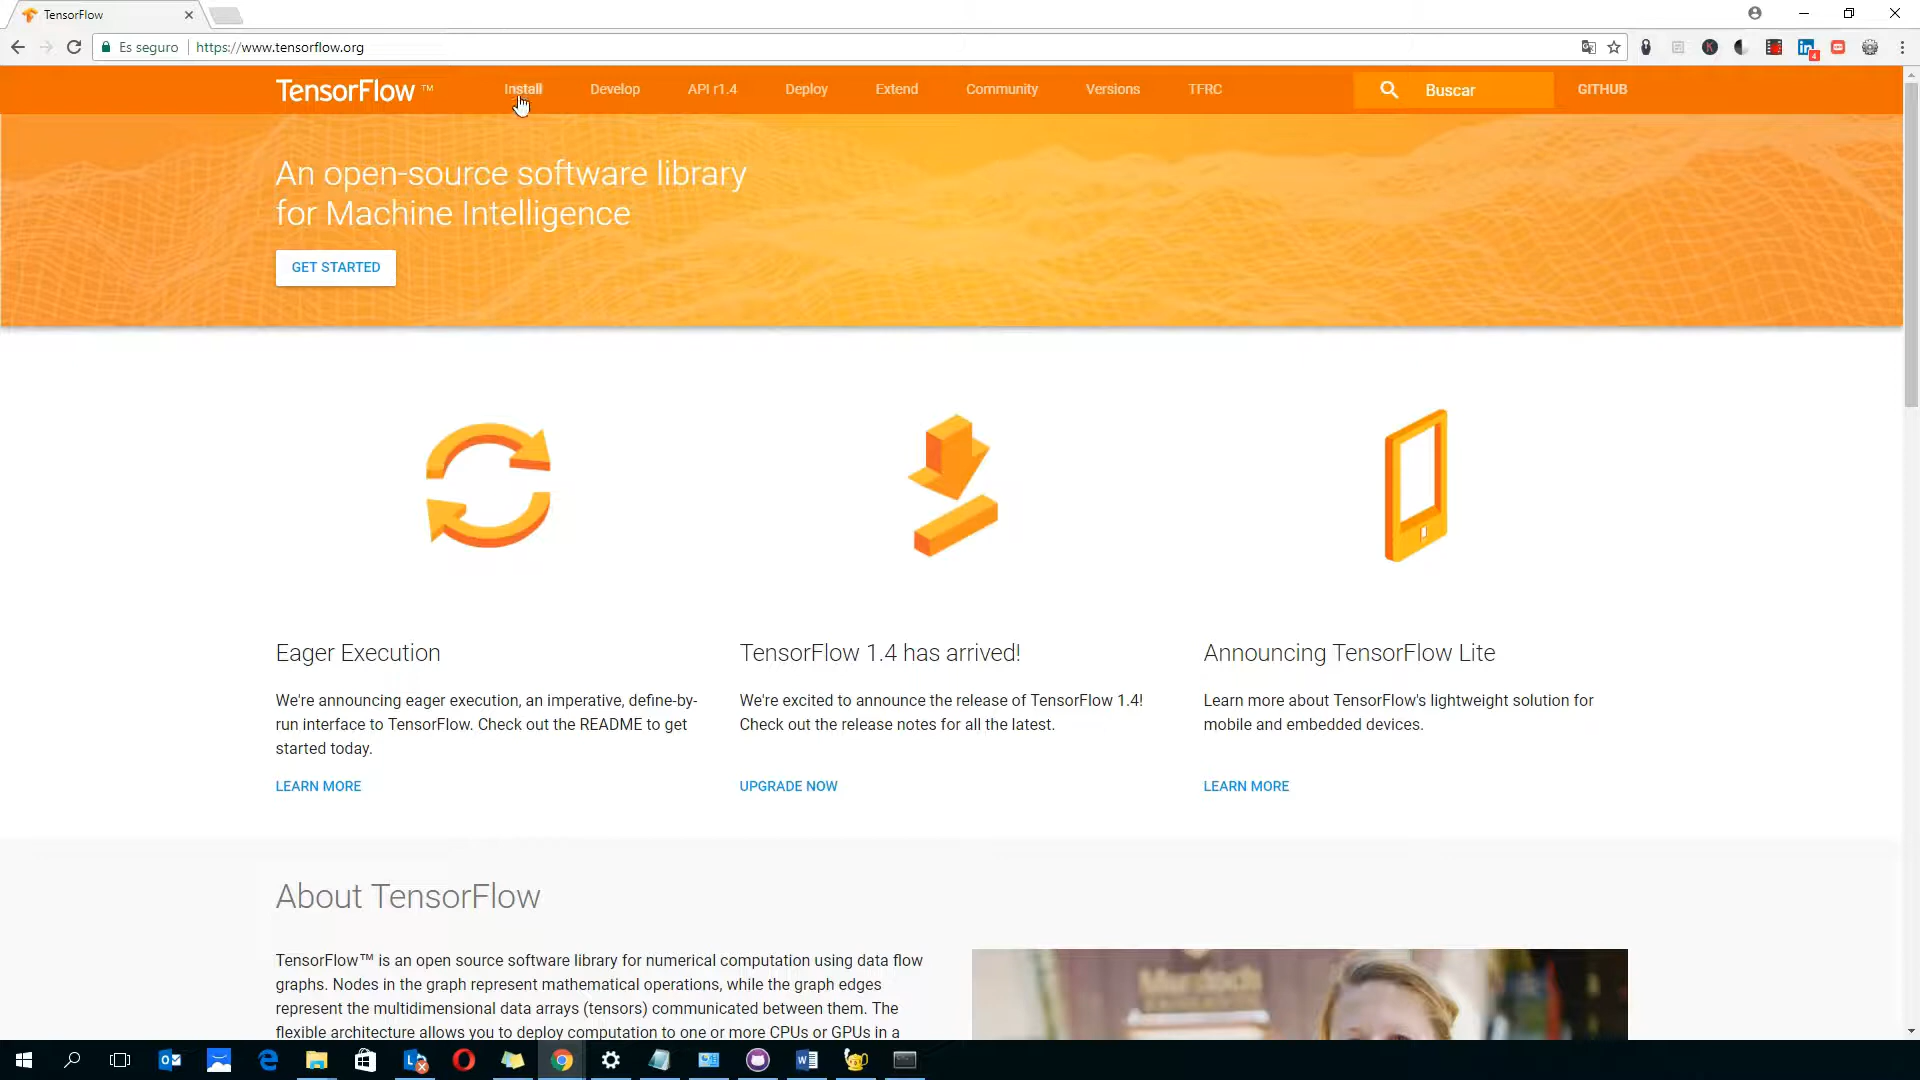 TensorFlow
Es seguro
https://www.tensorflow.org
4
TensorFlow™
Install
Develop
API r1.4
Deploy
Extend
Community
Versions
TFRC
Buscar
GITHUB
An open-source software library
for Machine Intelligence
GET STARTED
Eager Execution
We're announcing eager execution, an imperative, define-by-
run interface to TensorFlow. Check out the README to get
started today.
LEARN MORE
TensorFlow 1.4 has arrived!
We're excited to announce the release of TensorFlow 1.4!
Check out the release notes for all the latest.
UPGRADE NOW
Announcing TensorFlow Lite
Learn more about TensorFlow's lightweight solution for
mobile and embedded devices.
LEARN MORE
About TensorFlow
TensorFlow™ is an open source software library for numerical computation using data flow
graphs. Nodes in the graph represent mathematical operations, while the graph edges
represent the multidimensional data arrays (tensors) communicated between them. The
flexible architecture allows you to deploy computation to one or more CPUs or GPUs in a